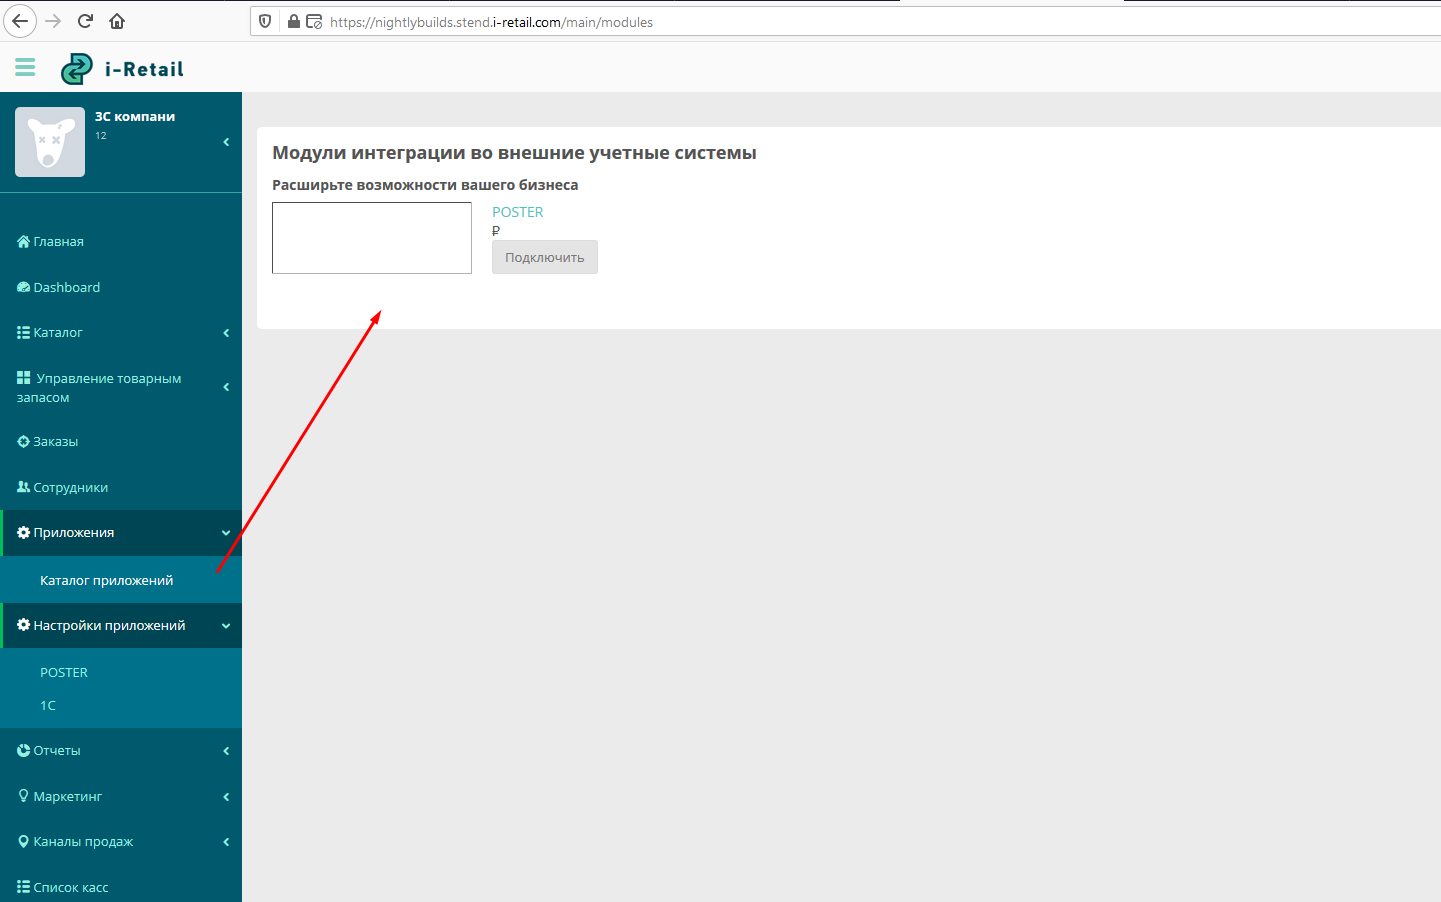 https://nightlybuilds.stend.i-retail.com/main/modules
i-Retail
3С компани
12
Главная
Dashboard
Каталог
Управление товарным
запасом
Заказы
Сотрудники
Приложения
Каталог приложений
Настройки приложений
POSTER
1C
Отчеты
Маркетинг
Каналы продаж
Список касс
Модули интеграции во внешние учетные системы
Расширьте возможности вашего бизнеса
POSTER
₽
Подключить